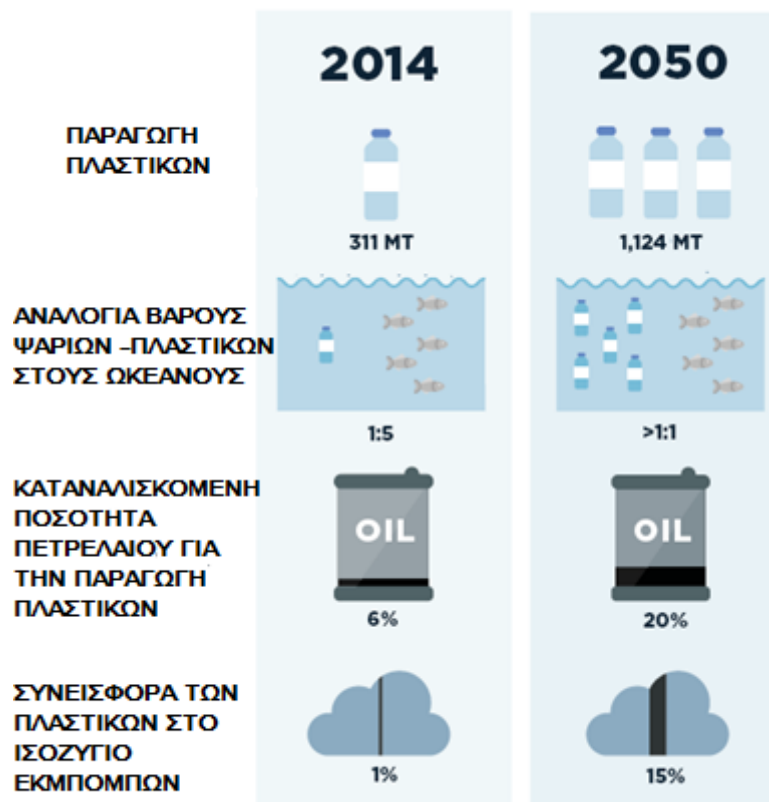 2014 2050
ΠΑΡΑΓΩΓΗ
ΠΛΑΣΤΙΚΩΝ
311 MT 1,124 MT
ΑΝΑΛΟΓΙΑ ΒΑΡΟΥΣ
ΨΑΡΙΩΝ –ΠΛΑΣΤΙΚΩΝ
ΣΤΟΥΣ ΩΚΕΑΝΟΥΣ
1:5 >1:1
ΚΑΤΑΝΑΛΙΣΚΟΜΕΝΗ
ΠΟΣΟΤΗΤΑ
ΠΕΤΡΕΛΑΙΟΥ ΓΙΑ
ΤΗΝ ΠΑΡΑΓΩΓΗ
ΠΛΑΣΤΙΚΩΝ
OIL OIL
6% 20%
ΣΥΝΕΙΣΦΟΡΑ ΤΩΝ
ΠΛΑΣΤΙΚΩΝ ΣΤΟ
ΙΣΟΖΥΓΙΟ
ΕΚΜΠΟΜΠΩΝ
1% 15%